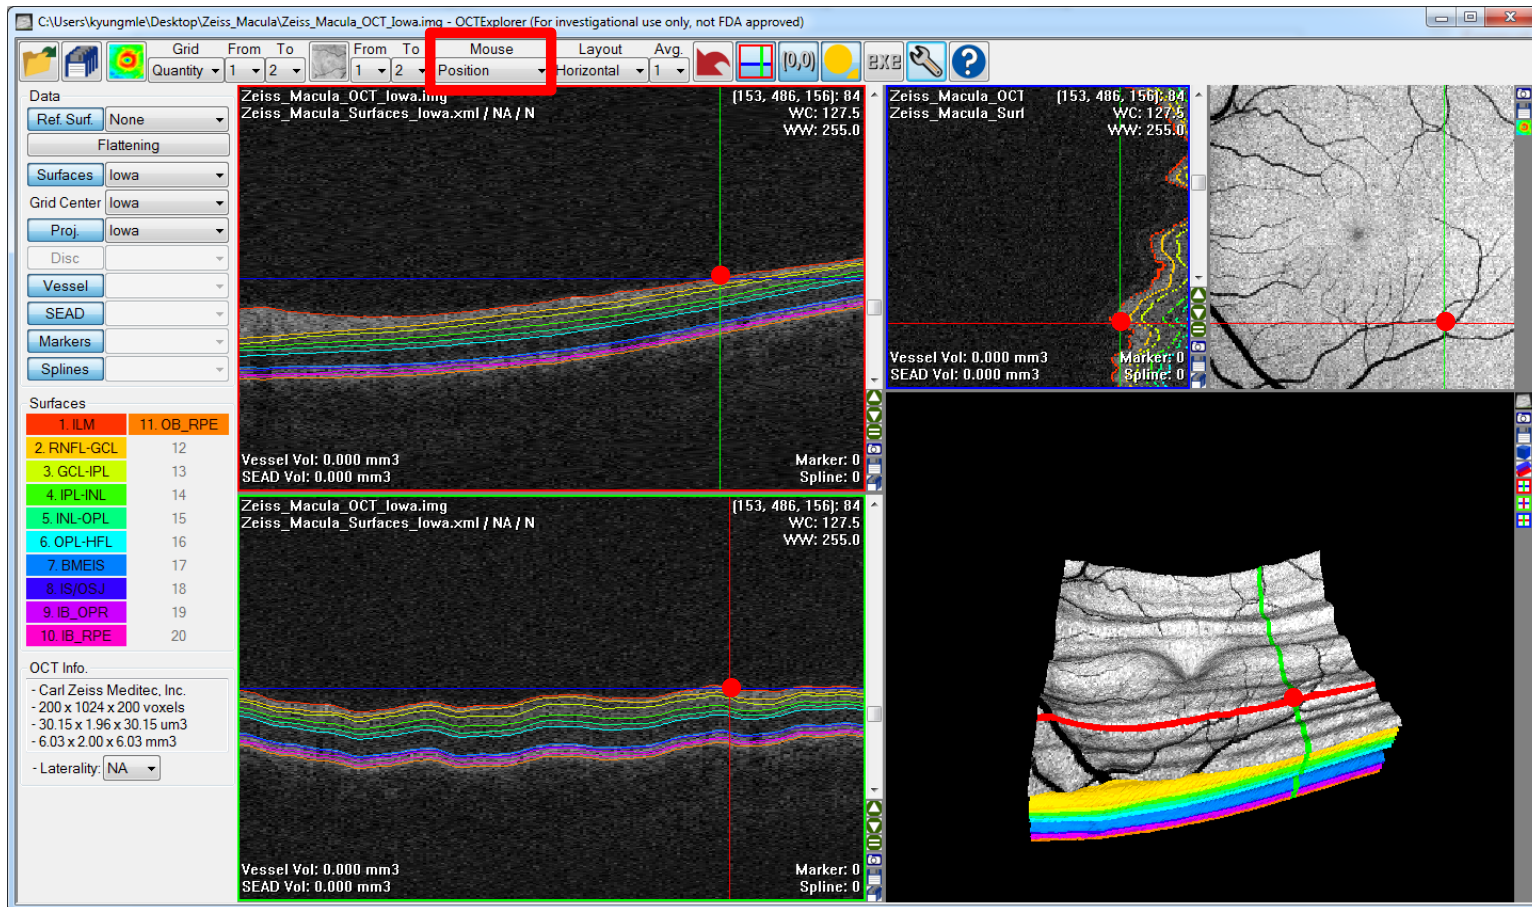 C:\Users\kyungmle\Desktop\Zeiss_Macula\Zeiss_Macula_OCT_Iowa.img - OCTExplorer (For investigational use only, not FDA approved)
Grid From To From To Mouse Layout Avg.
Quantity 1 2 1 2 Position Horizontal 1 (0,0) EXE ?
Data
Ref. Surf. None
Flattening
Surfaces Iowa
Grid Center Iowa
Proj. Iowa
Disc
Vessel
SEAD
Markers
Splines
Surfaces
1. ILM 11. OB_RPE
2. RNFL-GCL 12
3. GCL-IPL 13
4. IPL-INL 14
5. INL-OPL 15
6. OPL-HFL 16
7. BMEIS 17
8. IS/OSJ 18
9. IB_OPR 19
10. IB_RPE 20
OCT Info.
- Carl Zeiss Meditec, Inc.
- 200 x 1024 x 200 voxels
- 30.15 x 1.96 x 30.15 um3
- 6.03 x 2.00 x 6.03 mm3
- Laterality: NA
Zeiss_Macula_OCT_Iowa.img (153, 486, 156): 84
Zeiss_Macula_Surfaces_Iowa.xml / NA / N WC: 127.5
WW: 255.0
Vessel Vol: 0.000 mm3 Marker: 0
SEAD Vol: 0.000 mm3 Spline: 0
Zeiss_Macula_OCT (153, 486, 156): 84
Zeiss_Macula_Surf WC: 127.5
WW: 255.0
Vessel Vol: 0.000 mm3 Marker: 0
SEAD Vol: 0.000 mm3 Spline: 0
Zeiss_Macula_OCT_Iowa.img (153, 486, 156): 84
Zeiss_Macula_Surfaces_Iowa.xml / NA / N WC: 127.5
WW: 255.0
Vessel Vol: 0.000 mm3 Marker: 0
SEAD Vol: 0.000 mm3 Spline: 0